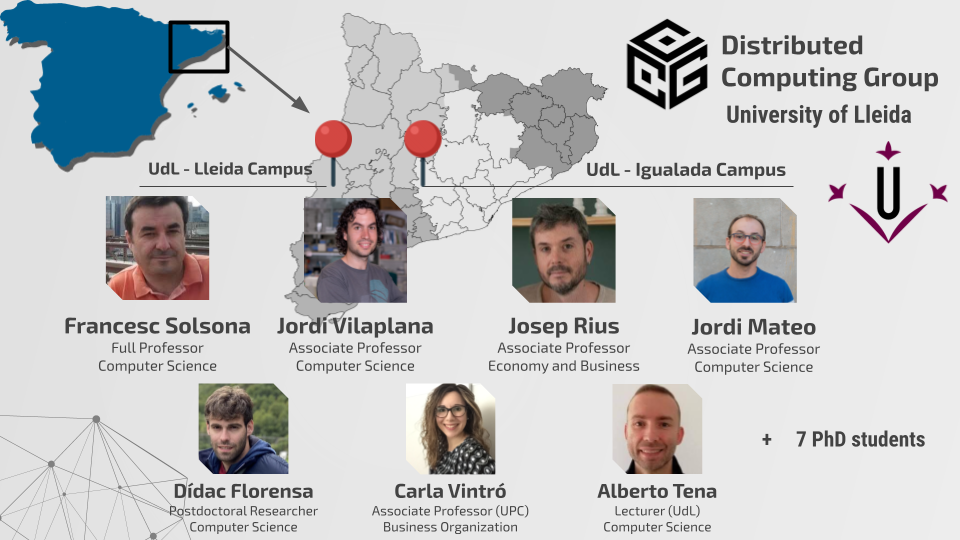 Distributed
Computing Group
University of Lleida
UdL - Lleida Campus
UdL - Igualada Campus
U
Francesc Solsona
Full Professor
Computer Science
Jordi Vilaplana
Associate Professor
Computer Science
Josep Rius
Associate Professor
Economy and Business
Jordi Mateo
Associate Professor
Computer Science
Dídac Florensa
Postdoctoral Researcher
Computer Science
Carla Vintró
Associate Professor (UPC)
Business Organization
Alberto Tena
Lecturer (UdL)
Computer Science
+ 7 PhD students